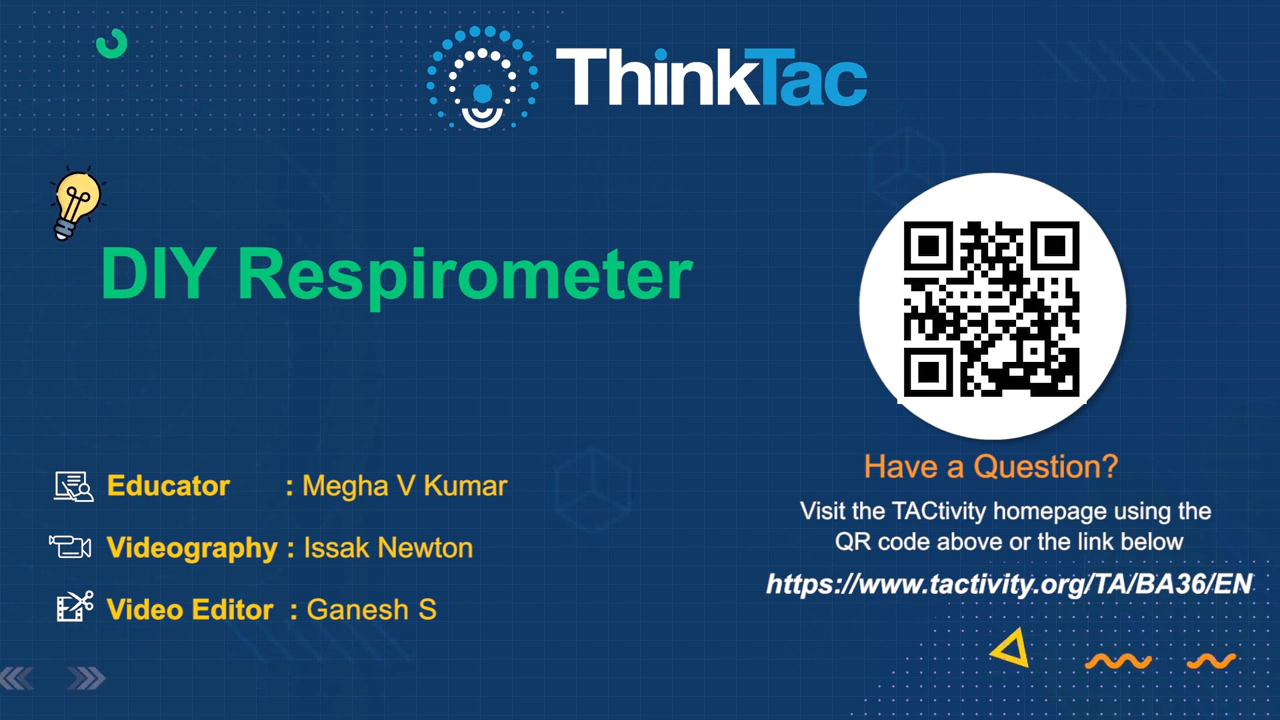 ThinkTac
DIY Respirometer
Educator : Megha V Kumar
Videography : Issak Newton
Video Editor : Ganesh S
Have a Question?
Visit the TACtivity homepage using the
QR code above or the link below
https://www.tactivity.org/TA/BA36/EN